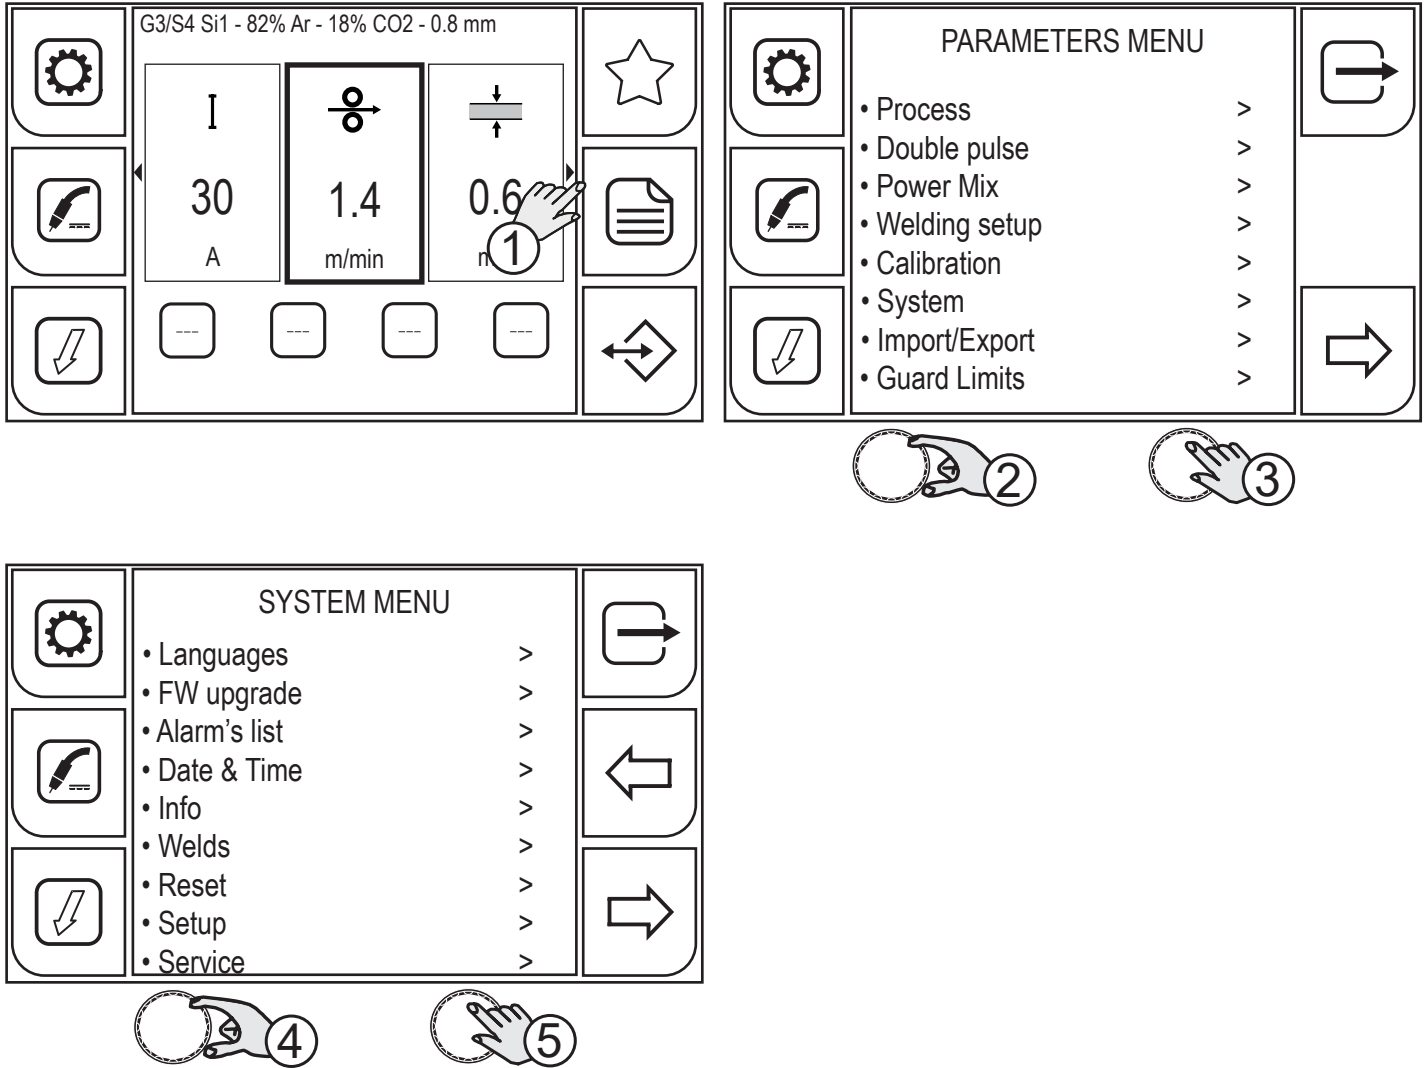 G3/S4 Si1 - 82% Ar - 18% CO2 - 0.8 mm
I
30
A
1.4
m/min
0.6
1
---
---
---
---
PARAMETERS MENU
• Process >
• Double pulse >
• Power Mix >
• Welding setup >
• Calibration >
• System >
• Import/Export >
• Guard Limits >
2
3
SYSTEM MENU
• Languages >
• FW upgrade >
• Alarm’s list >
• Date & Time >
• Info >
• Welds >
• Reset >
• Setup >
• Service >
4
5